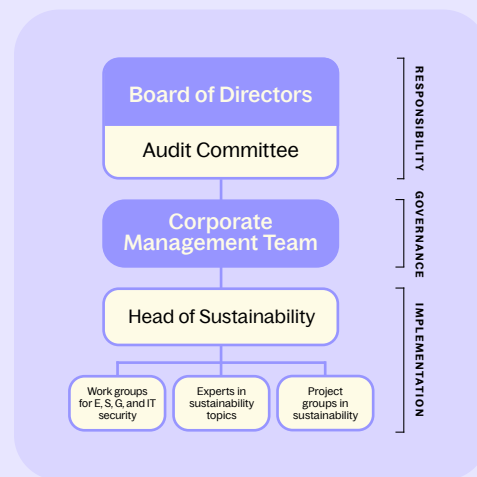 Board of Directors
Audit Committee
RESPONSIBILITY
Corporate
Management Team
GOVERNANCE
Head of Sustainability
IMPLEMENTATION
Work groups
for E, S, G, and IT
security
Experts in
sustainability
topics
Project
groups in
sustainability